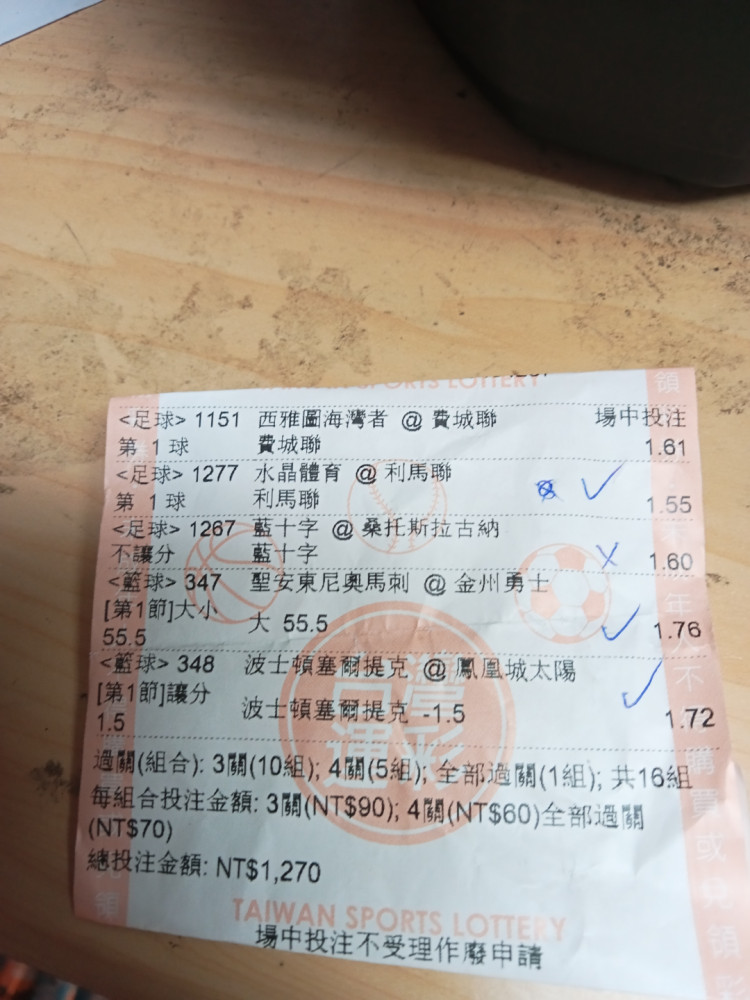 TAIWAN SPORTS LOTTERY
<足球> 1151 西雅圖海灣者 @ 費城聯 場中投注
第 1 球 費城聯 1.61
<足球> 1277 水晶體育 @ 利馬聯
第 1 球 利馬聯 1.55
<足球> 1267 藍十字 @ 桑托斯拉古納
不讓分 藍十字 1.60
<籃球> 347 聖安東尼奧馬刺 @ 金州勇士
[第1節]大小
55.5 大 55.5 1.76
<籃球> 348 波士頓塞爾提克 @ 鳳凰城太陽
[第1節]讓分
1.5 波士頓塞爾提克 -1.5 1.72
過關(組合): 3關(10組); 4關(5組); 全部過關(1組); 共16組
每組合投注金額: 3關(NT$90); 4關(NT$60)全部過關
(NT$70)
總投注金額: NT$1,270
TAIWAN SPORTS LOTTERY
場中投注不受理作廢申請
台灣
運彩